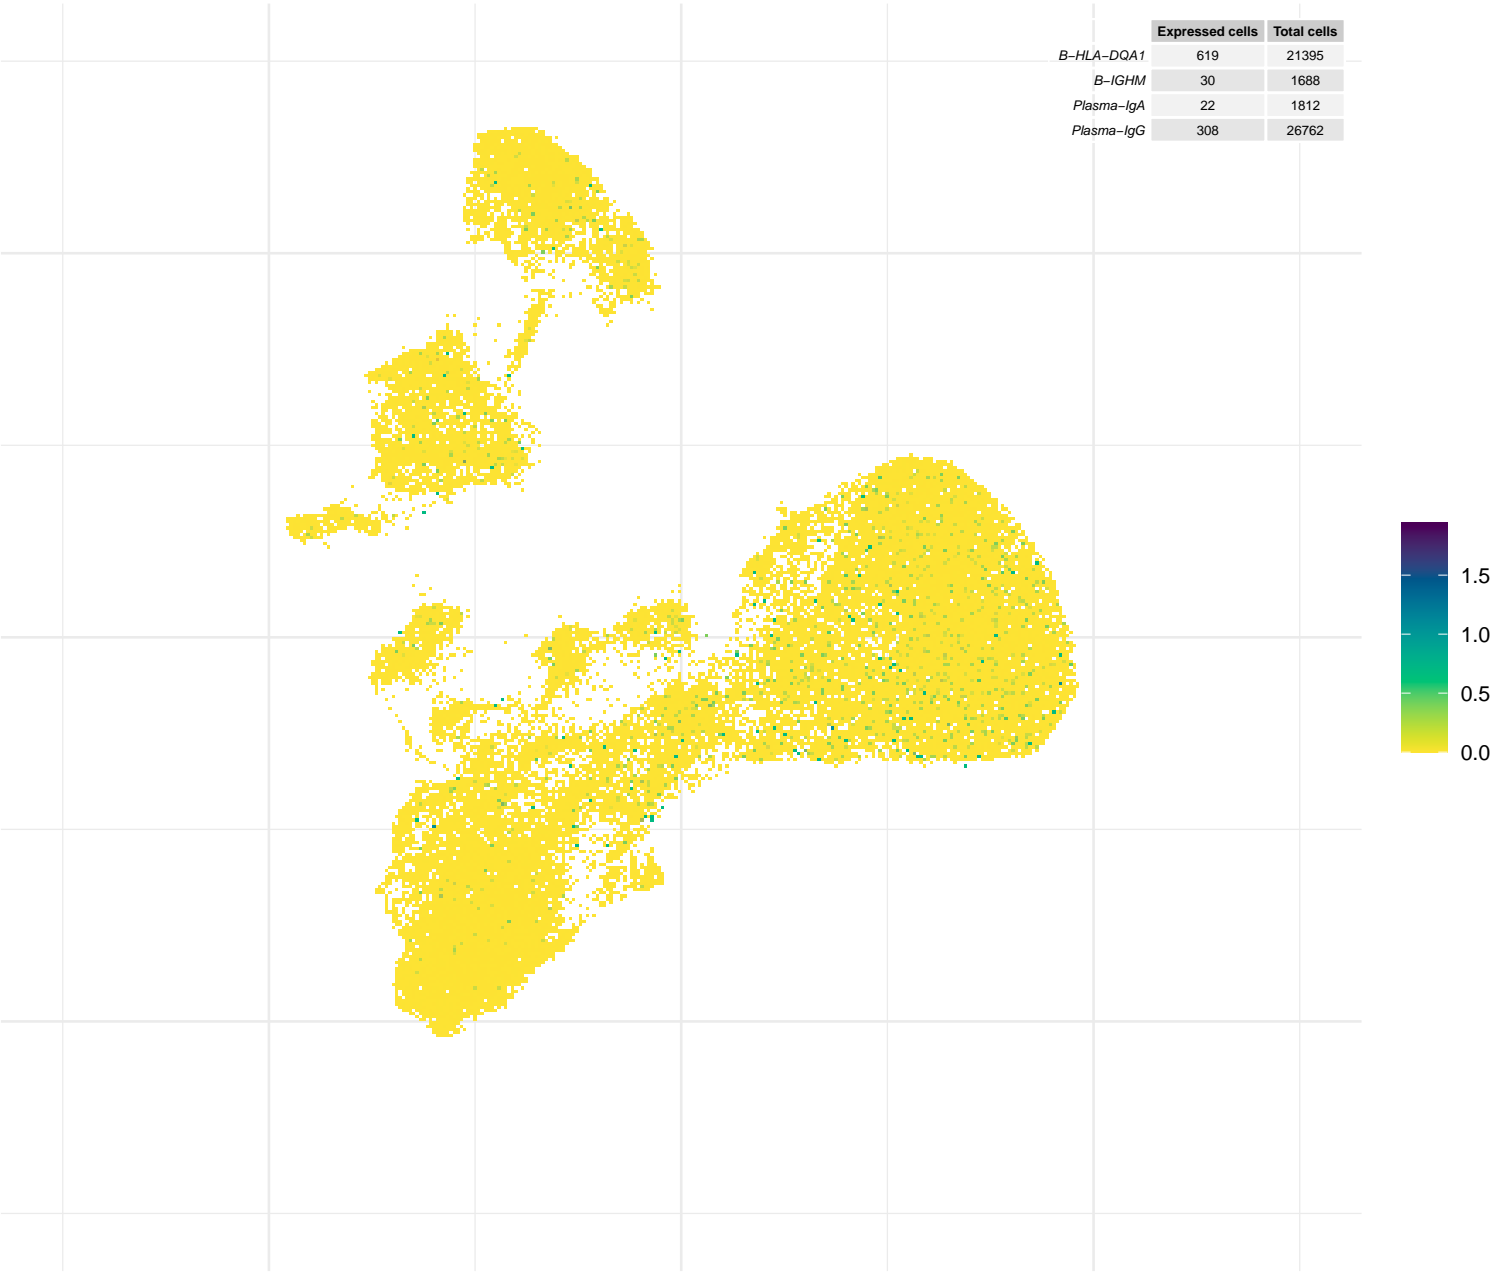 Expressed cells Total cells
B−HLA−DQA1 619 21395
B−IGHM 30 1688
Plasma−IgA 22 1812
Plasma−IgG 308 26762
1.5
1.0
0.5
0.0